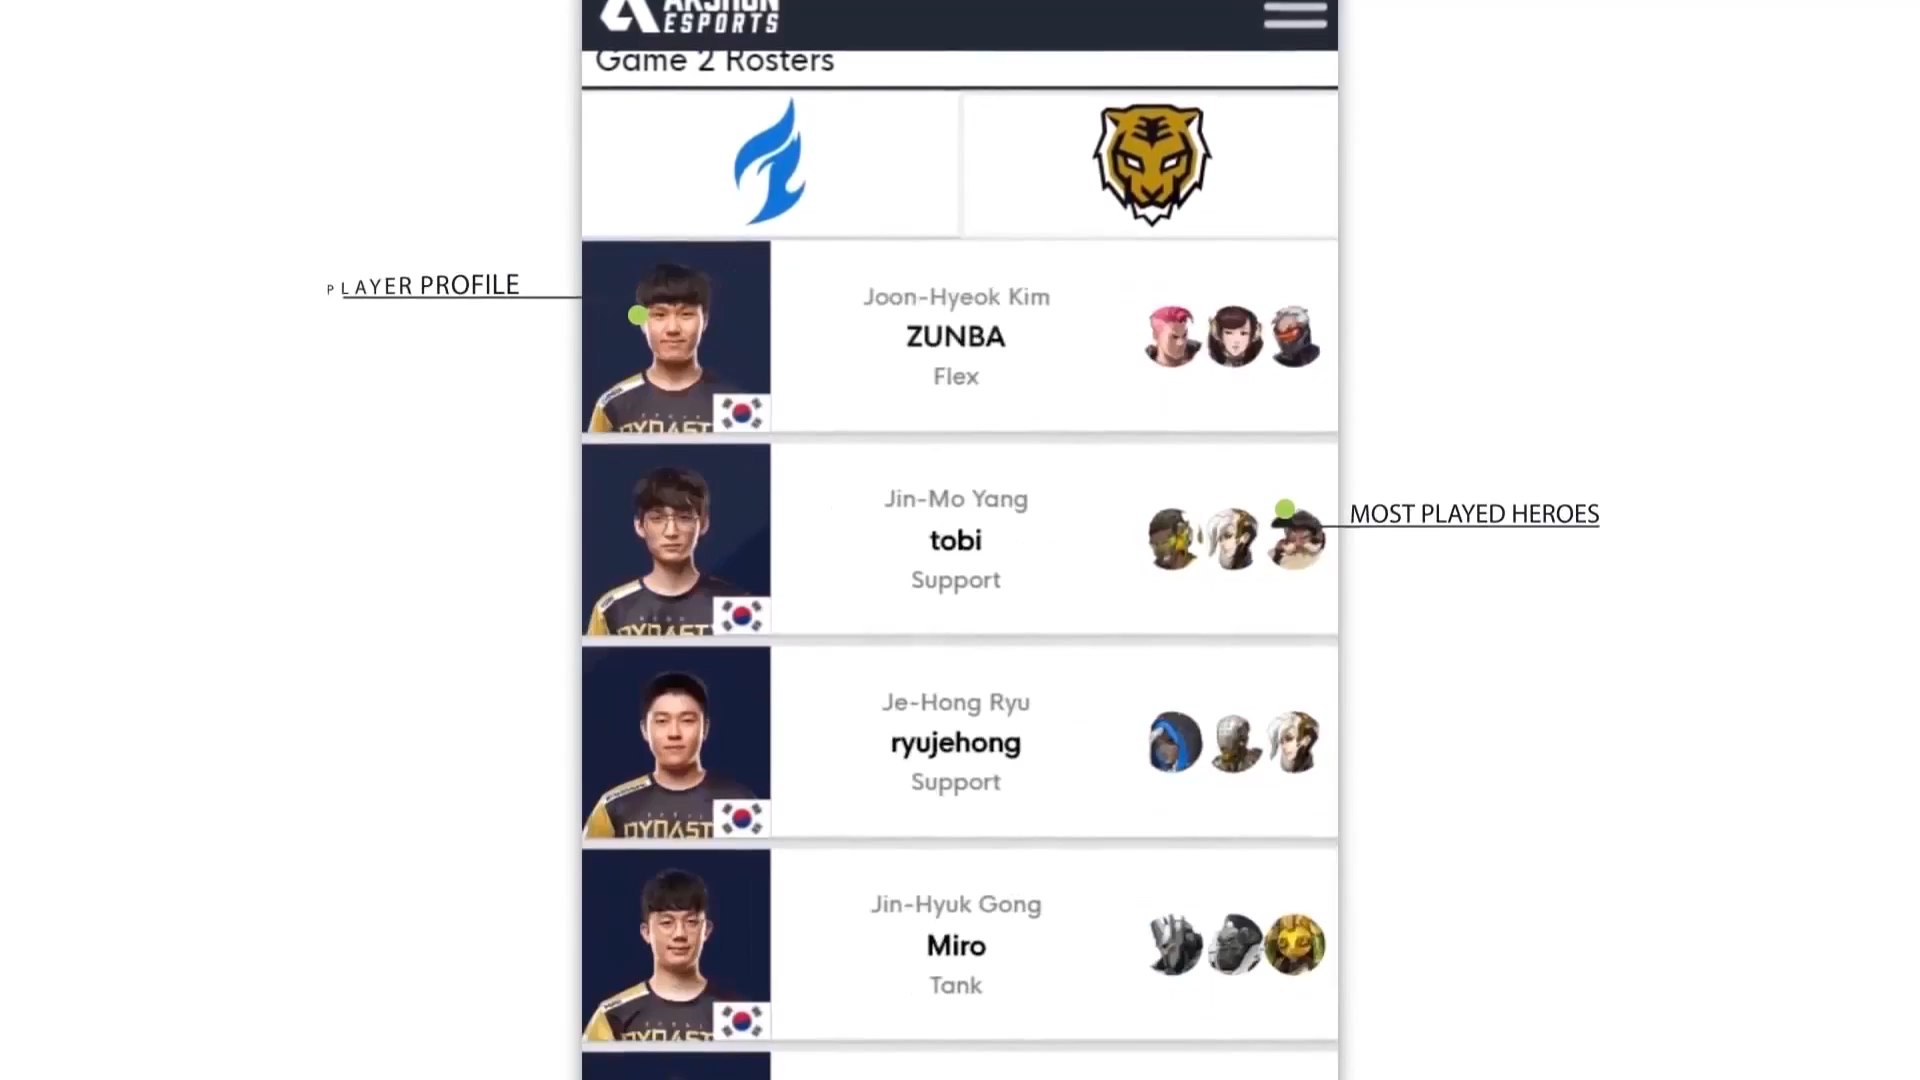 AKSHON
ESPORTS
Game 2 Rosters
PLAYER PROFILE
Joon-Hyeok Kim
ZUNBA
Flex
Jin-Mo Yang
tobi
Support
MOST PLAYED HEROES
Je-Hong Ryu
ryujehong
Support
Jin-Hyuk Gong
Miro
Tank